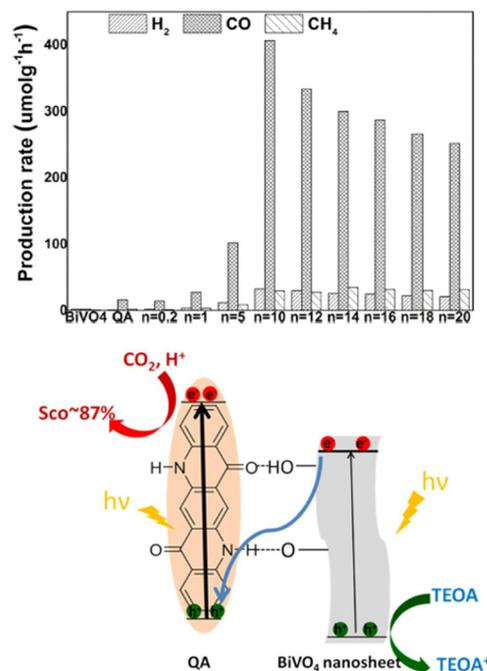 H₂ CO CH₄
Production rate (umolg⁻¹h⁻¹)
400
300
200
100
0
BiVO4 QA n=0.2 n=1 n=5 n=10 n=12 n=14 n=16 n=18 n=20
CO₂, H⁺
Sco~87%
e⁻ e⁻
e⁻ e⁻
H-N
O
HO
hν
hν
O
N-H
O
h⁺ h⁺
h⁺ h⁺
TEOA
TEOA⁺
QA
BiVO₄ nanosheet